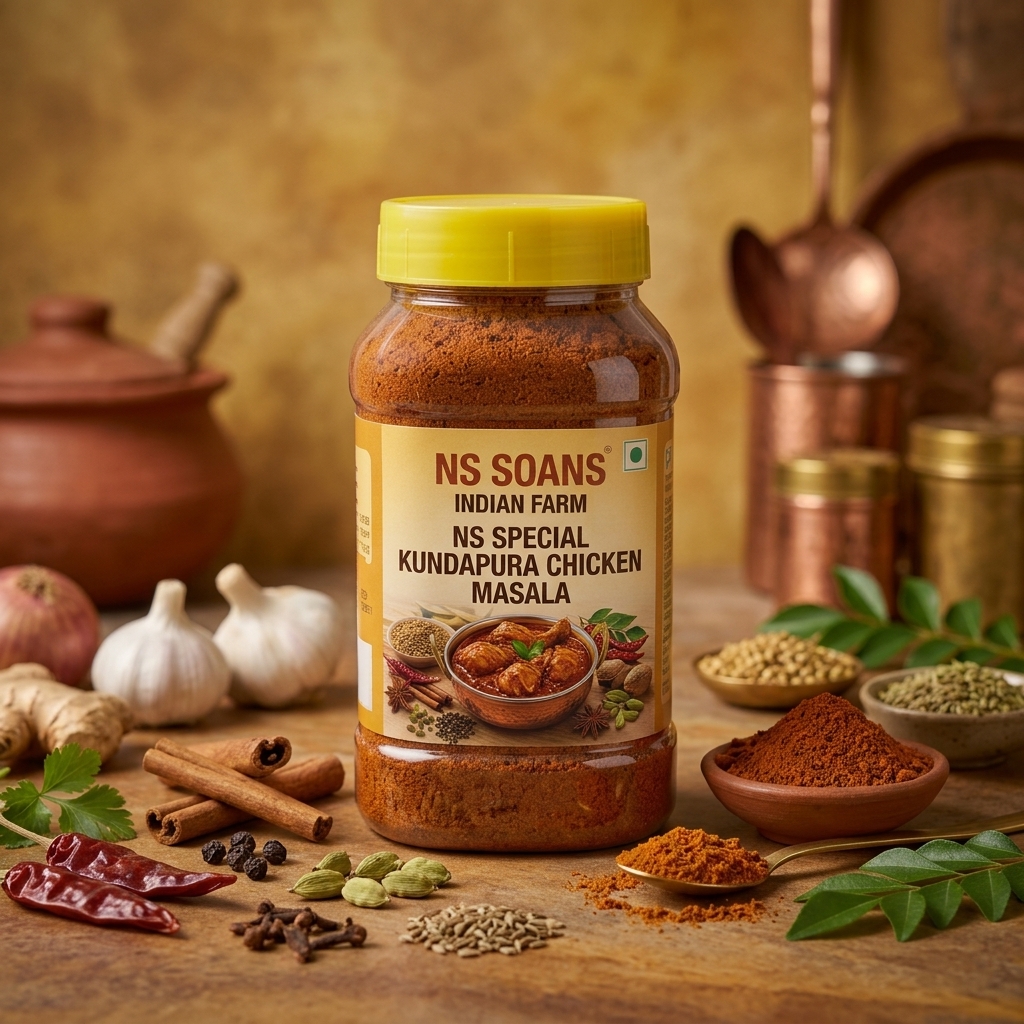 NS SOANS®
INDIAN FARM
NS SPECIAL
KUNDAPURA CHICKEN
MASALA